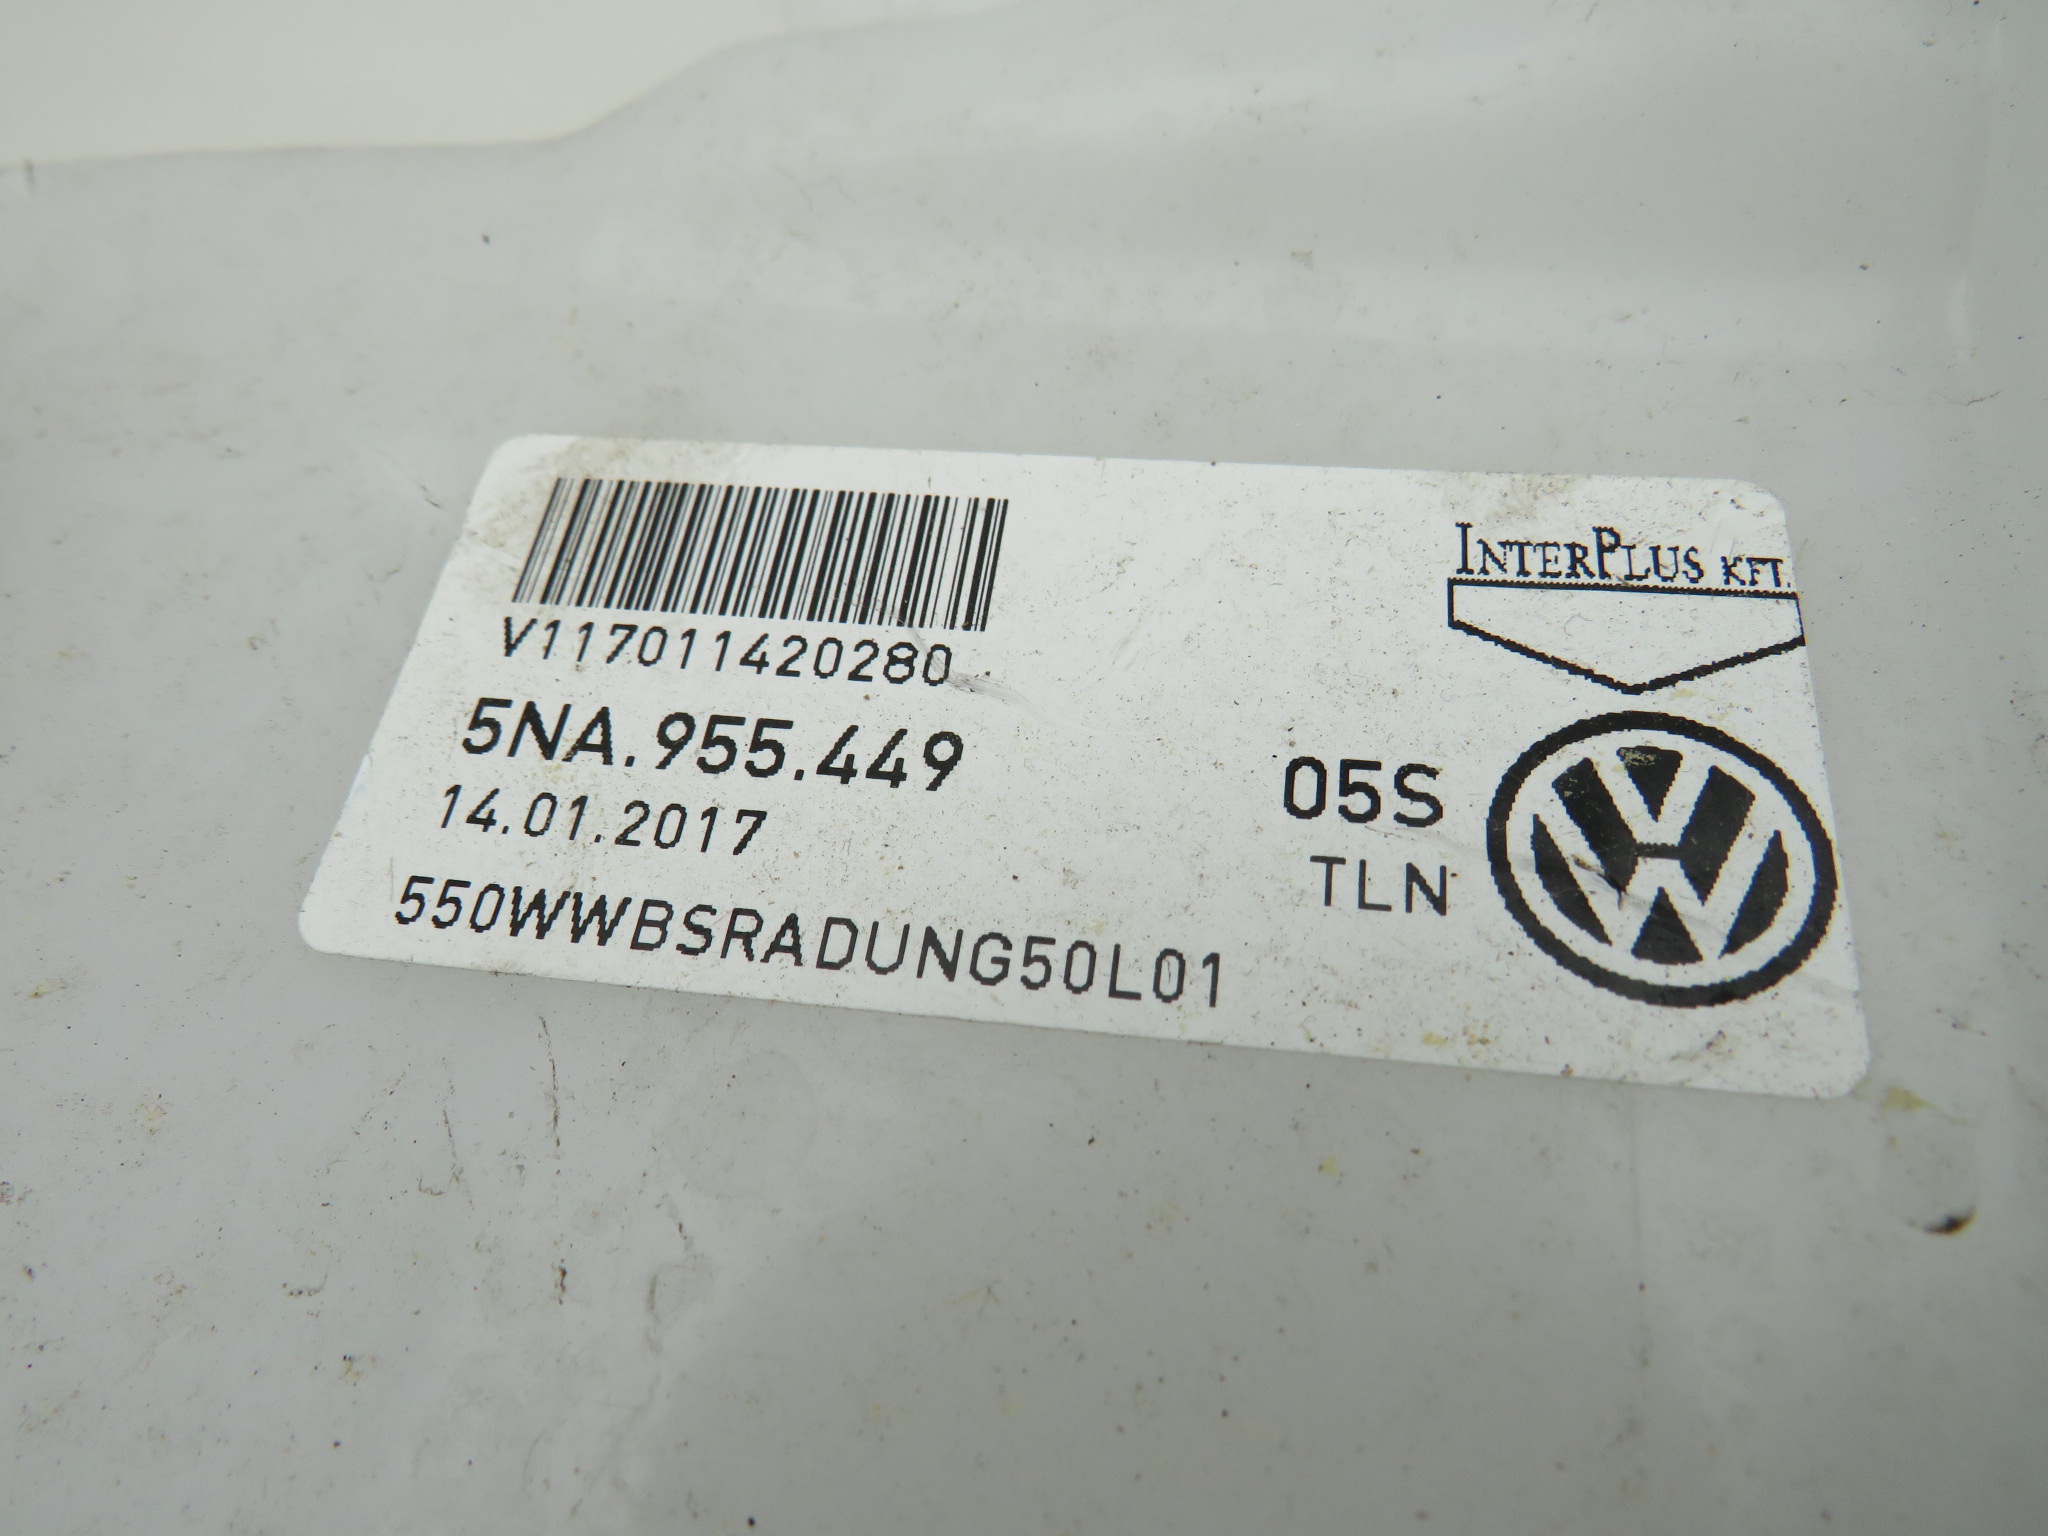 INTERPLUS KFT.
V117011420280
5NA.955.449
05S
14.01.2017
TLN
550WWBSRADUNG50L01